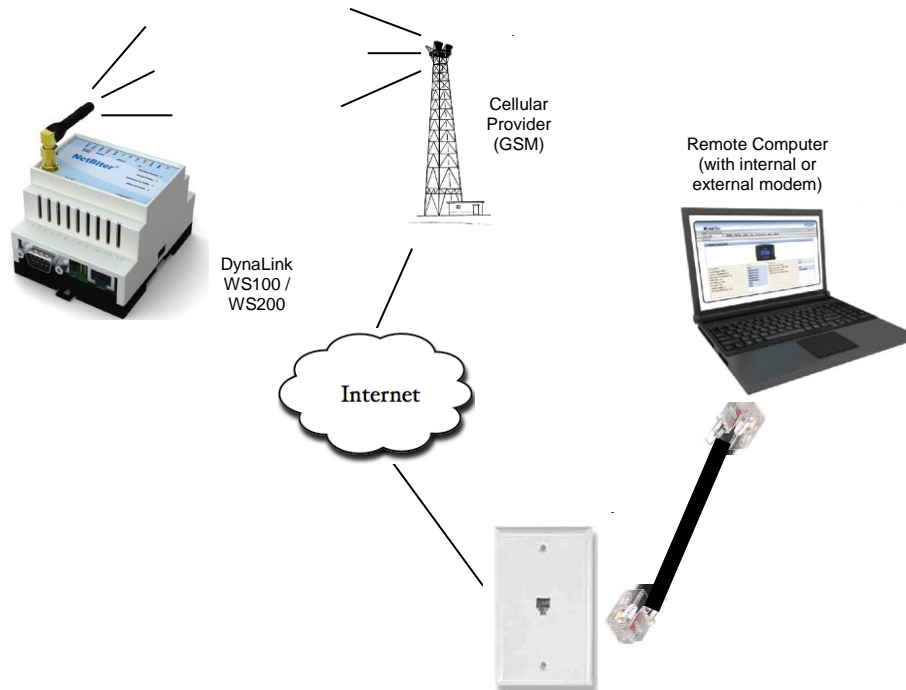 Cellular
Provider
(GSM)
Remote Computer
(with internal or
external modem)
NetBiter
DynaLink
WS100 /
WS200
Internet